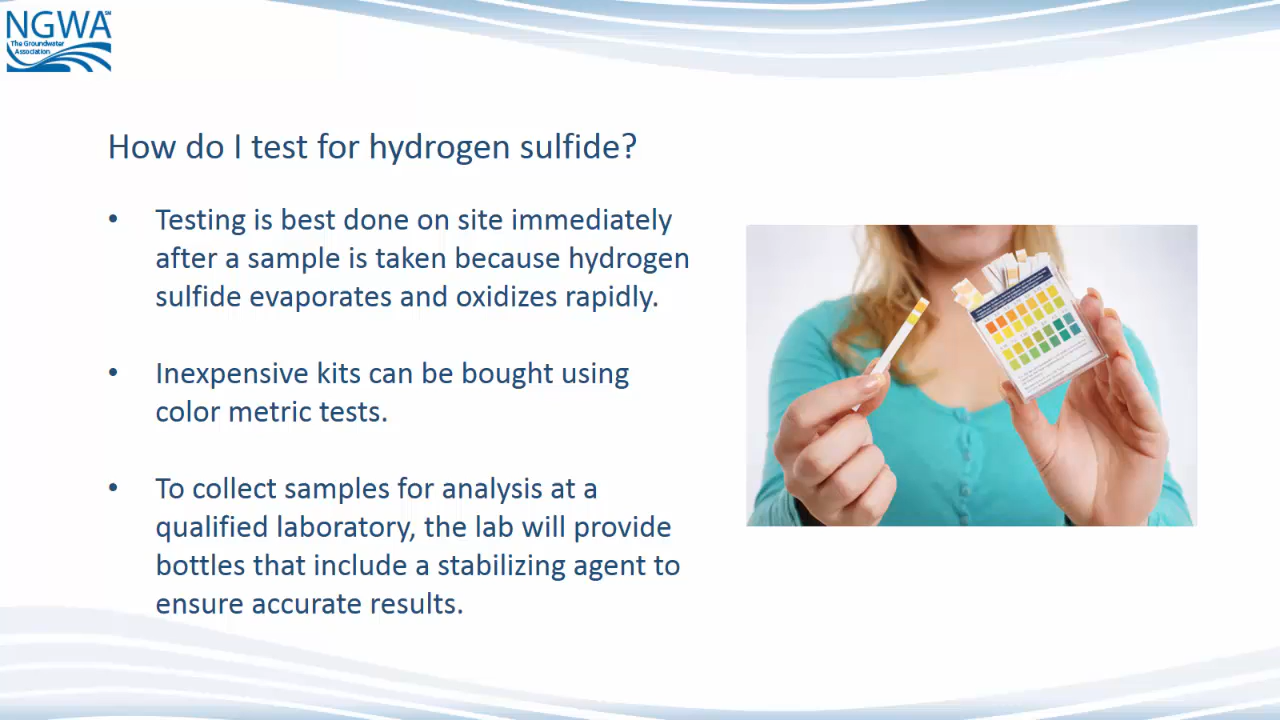 NGWA
The Groundwater
Association
How do I test for hydrogen sulfide?
• Testing is best done on site immediately
after a sample is taken because hydrogen
sulfide evaporates and oxidizes rapidly.
• Inexpensive kits can be bought using
color metric tests.
• To collect samples for analysis at a
qualified laboratory, the lab will provide
bottles that include a stabilizing agent to
ensure accurate results.